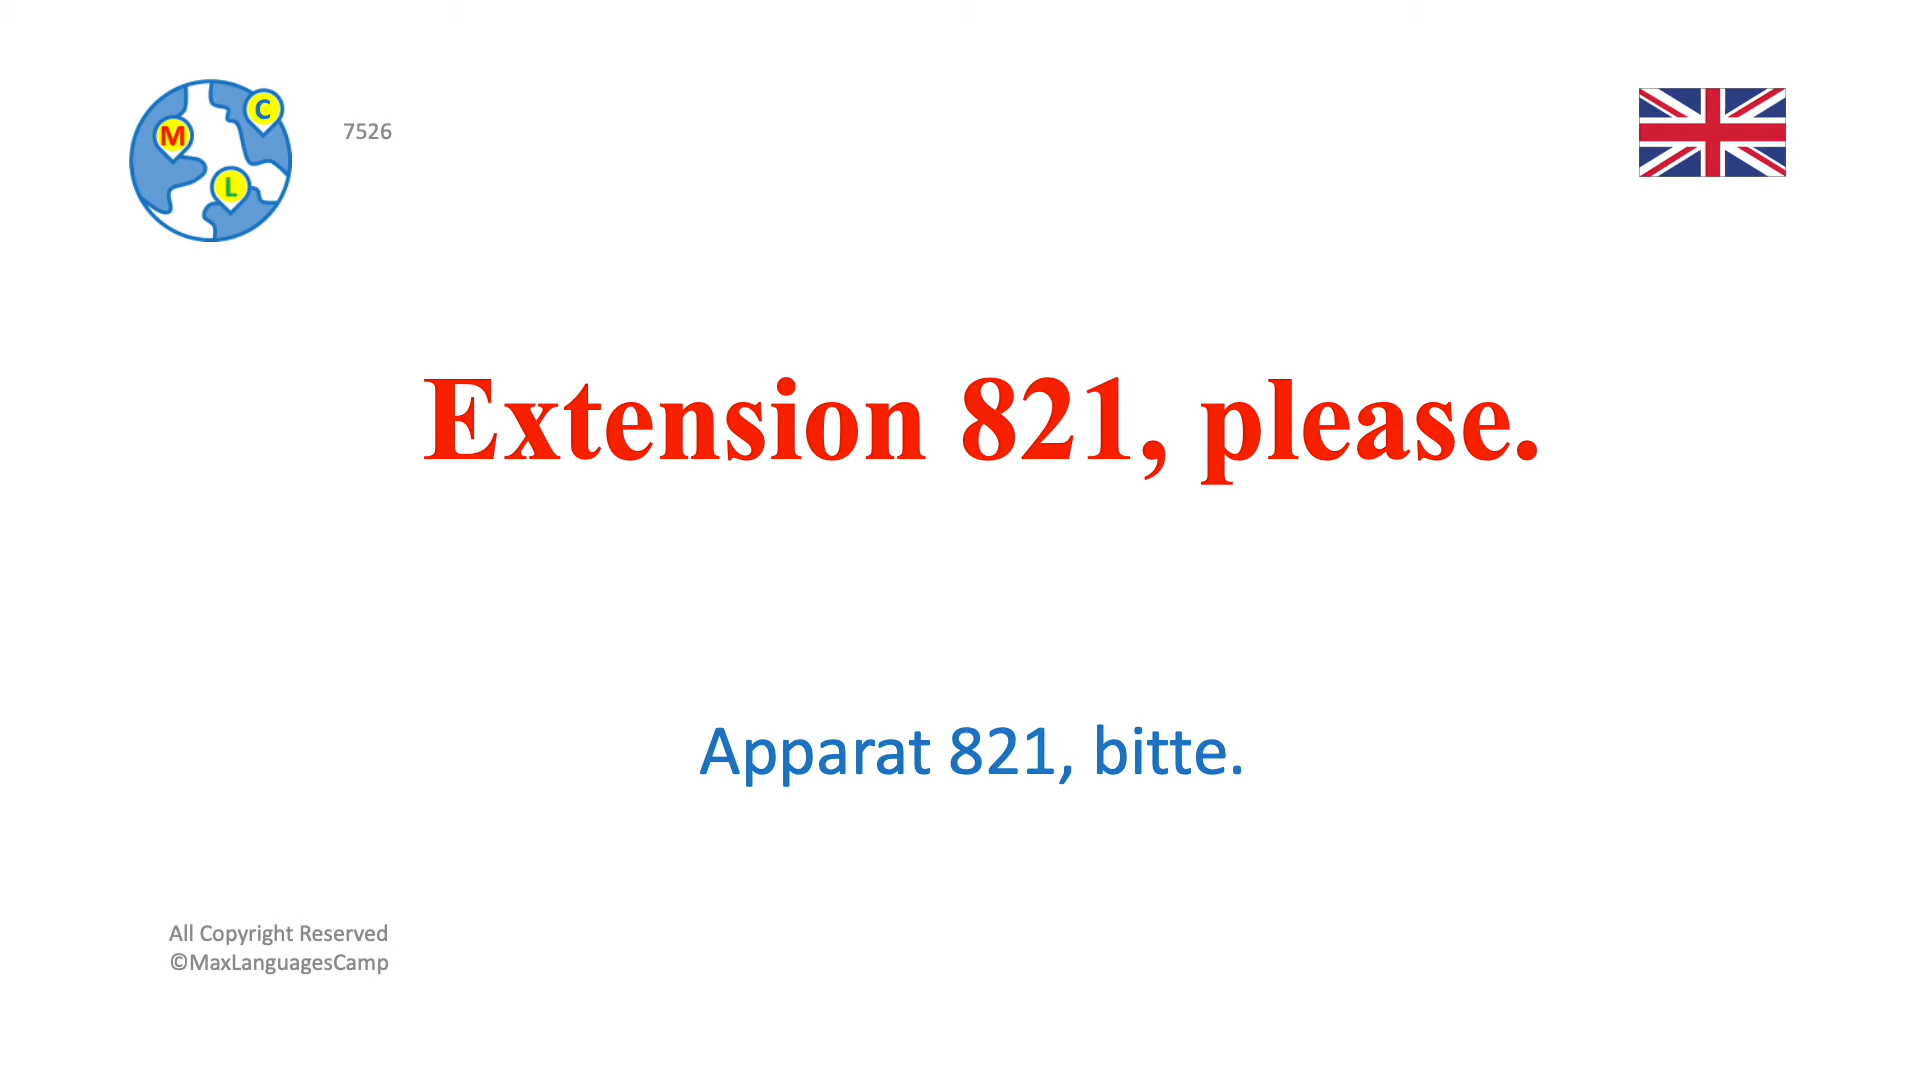 M
C
L
7526
Extension 821, please.
Apparat 821, bitte.
All Copyright Reserved
©MaxLanguagesCamp